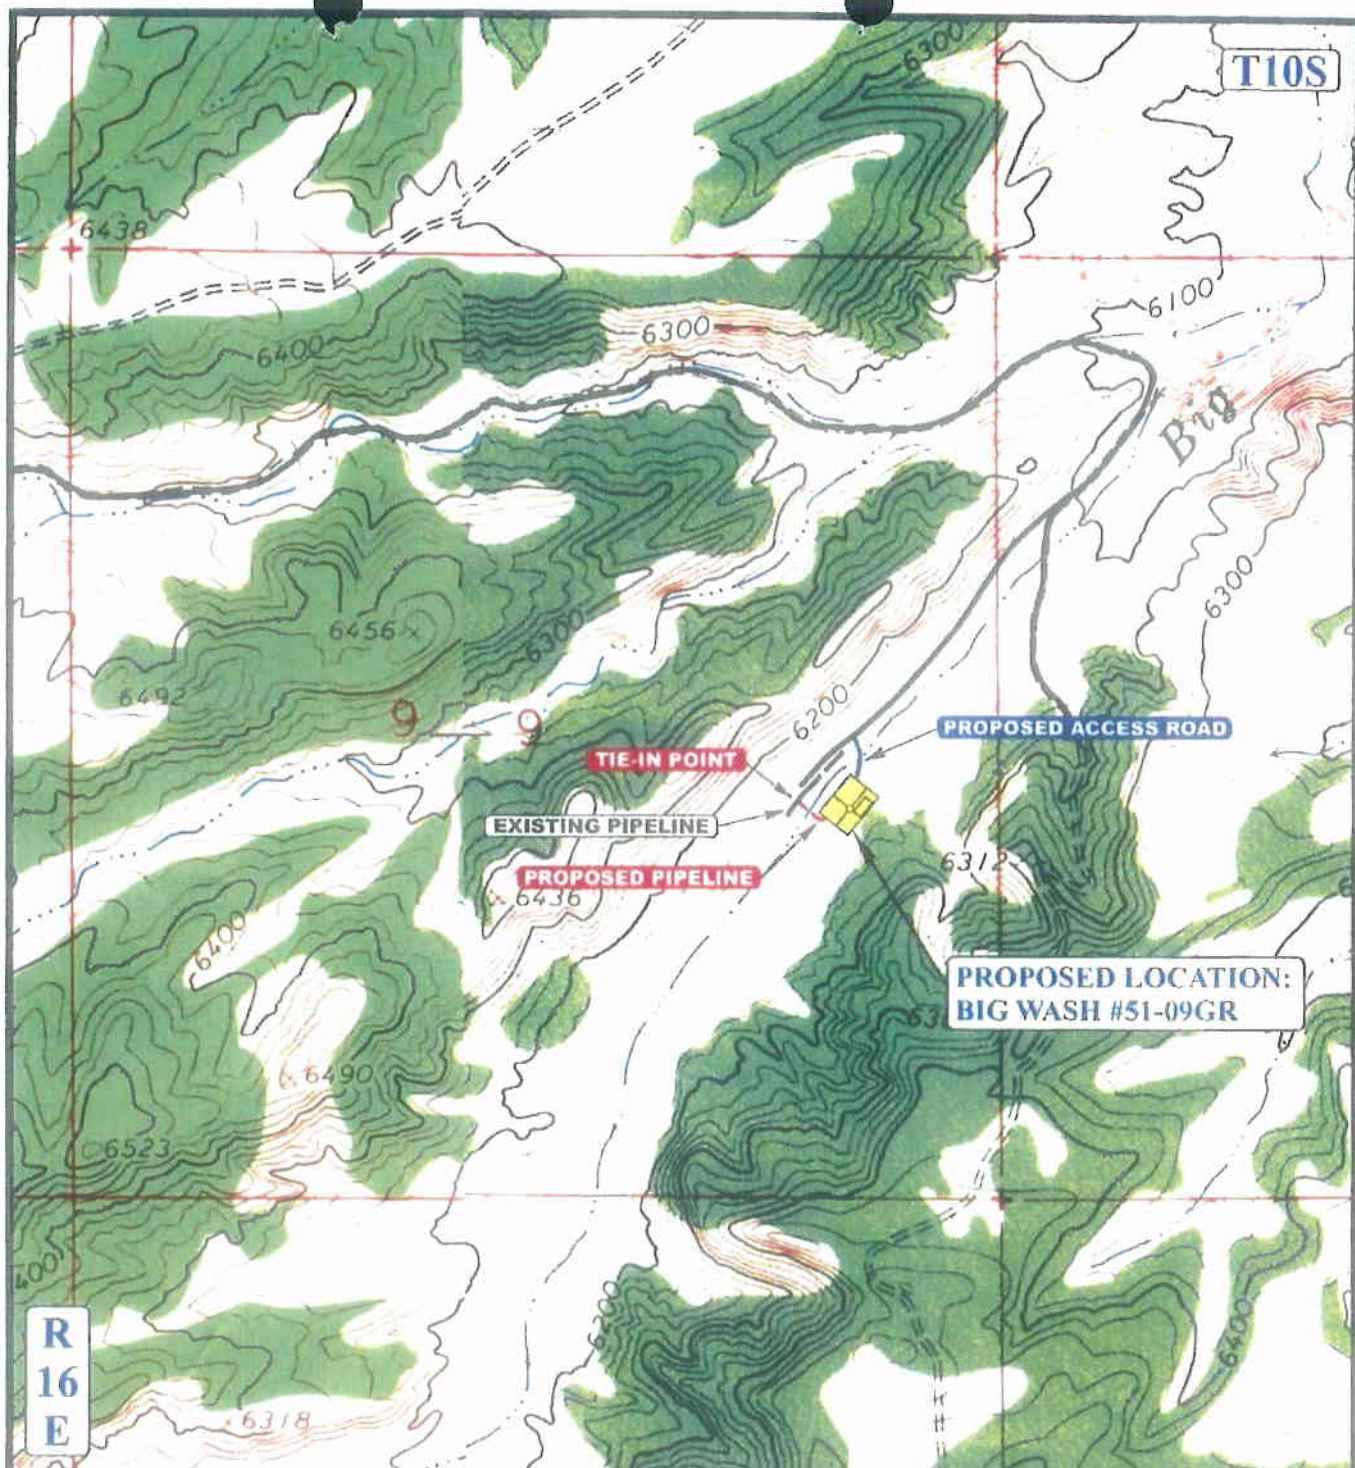 6300
T10S
6438
6100
6300
6400
Big
6300
6456
6300
6492
9
9
6200
PROPOSED ACCESS ROAD
TIE-IN POINT
EXISTING PIPELINE
6312
PROPOSED PIPELINE
6436
6400
PROPOSED LOCATION:
BIG WASH #51-09GR
6490
6523
6200
6400
R
16
E
6318